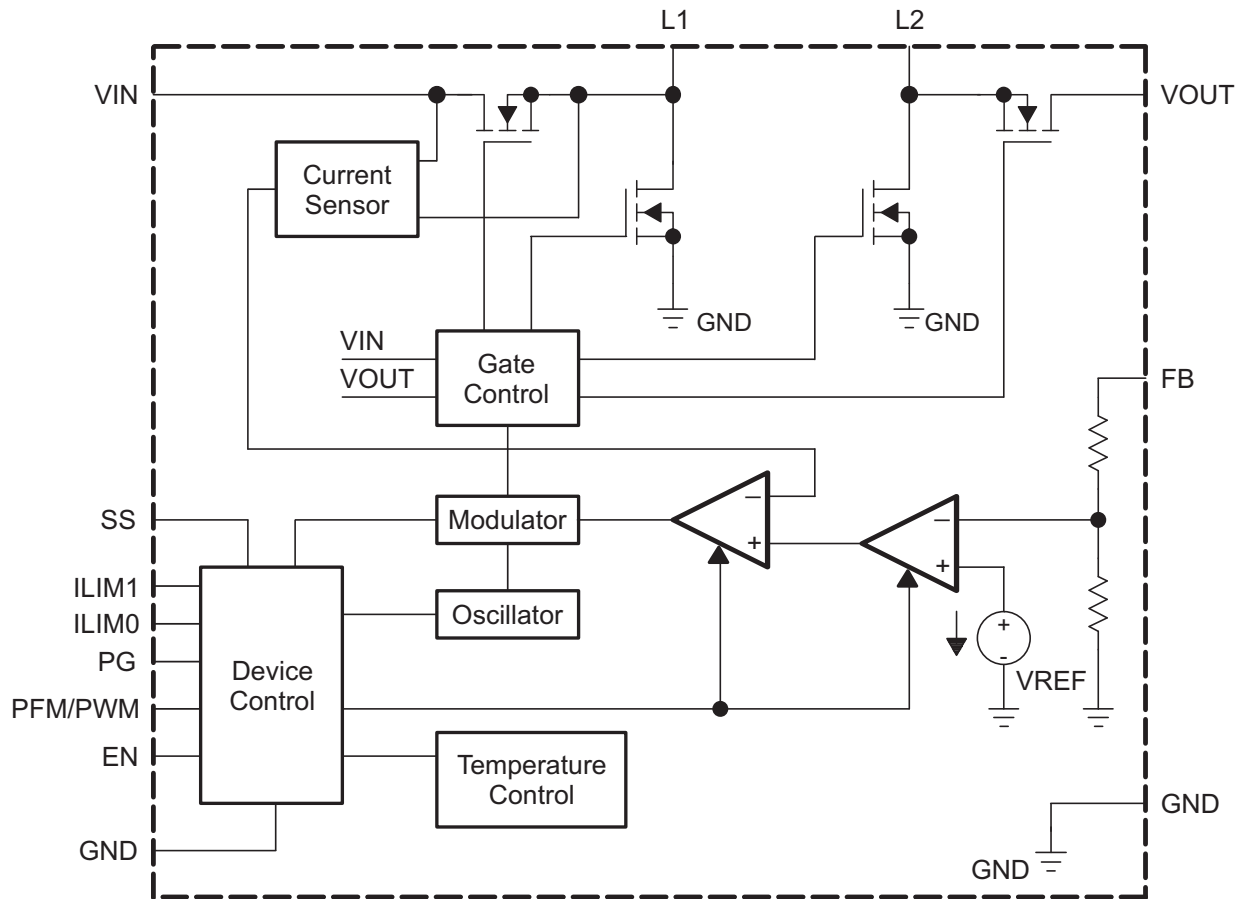 L1
L2
VIN
VOUT
Current
Sensor
GND
GND
VIN
VOUT
Gate
Control
FB
SS
Modulator
–
+
–
+
ILIM1
ILIM0
PG
PFM/PWM
EN
Oscillator
Device
Control
+
-
VREF
Temperature
Control
GND
GND
GND